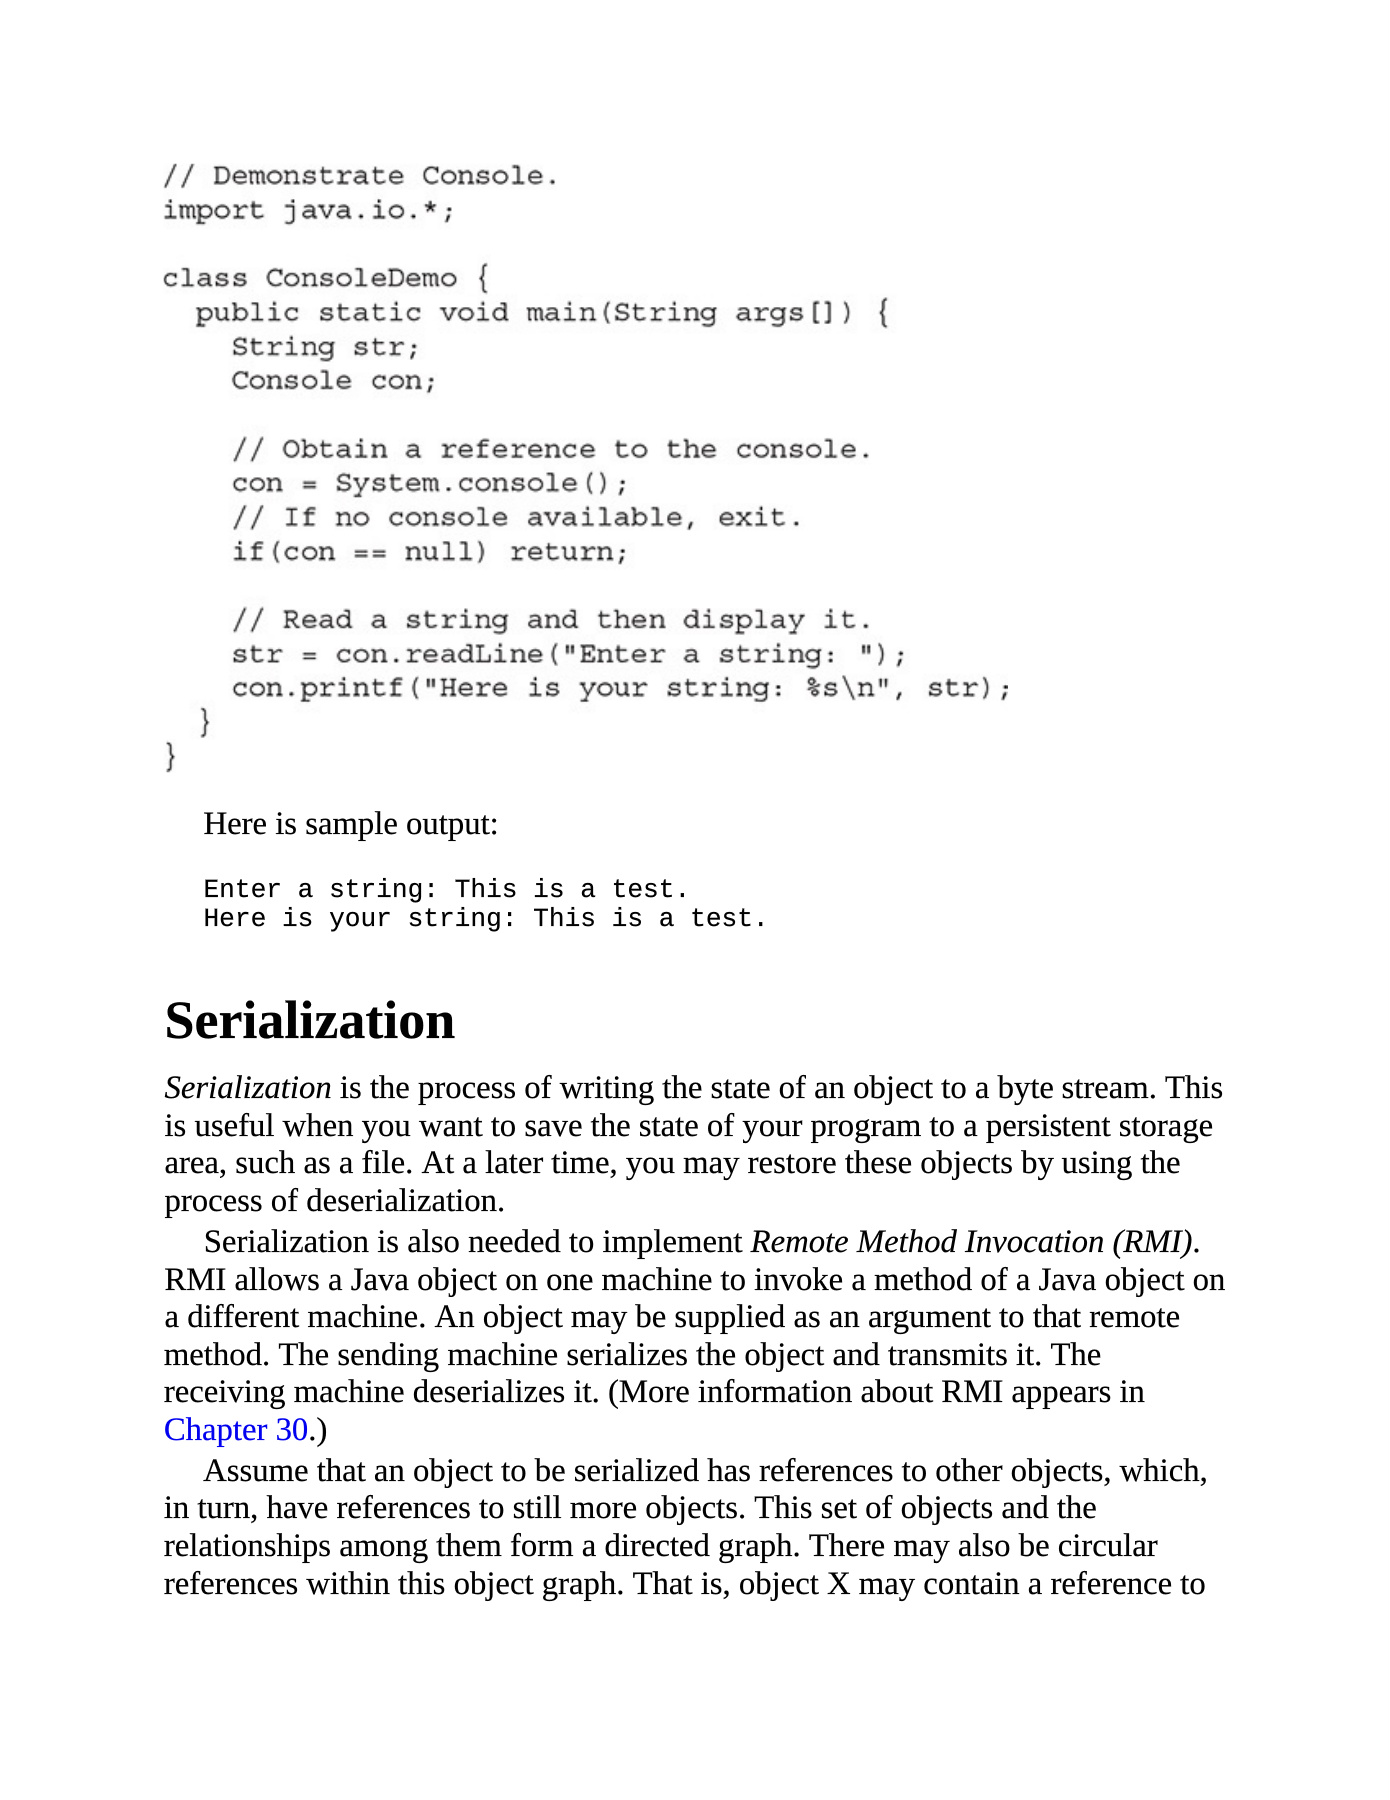 // Demonstrate Console.
import java.io.*;

class ConsoleDemo {
  public static void main(String args[]) {
    String str;
    Console con;

    // Obtain a reference to the console.
    con = System.console();
    // If no console available, exit.
    if(con == null) return;

    // Read a string and then display it.
    str = con.readLine("Enter a string: ");
    con.printf("Here is your string: %s\n", str);
  }
}
Here is sample output:
Enter a string: This is a test.
Here is your string: This is a test.
Serialization
Serialization is the process of writing the state of an object to a byte stream. This
is useful when you want to save the state of your program to a persistent storage
area, such as a file. At a later time, you may restore these objects by using the
process of deserialization.
Serialization is also needed to implement Remote Method Invocation (RMI).
RMI allows a Java object on one machine to invoke a method of a Java object on
a different machine. An object may be supplied as an argument to that remote
method. The sending machine serializes the object and transmits it. The
receiving machine deserializes it. (More information about RMI appears in
Chapter 30.)
Assume that an object to be serialized has references to other objects, which,
in turn, have references to still more objects. This set of objects and the
relationships among them form a directed graph. There may also be circular
references within this object graph. That is, object X may contain a reference to